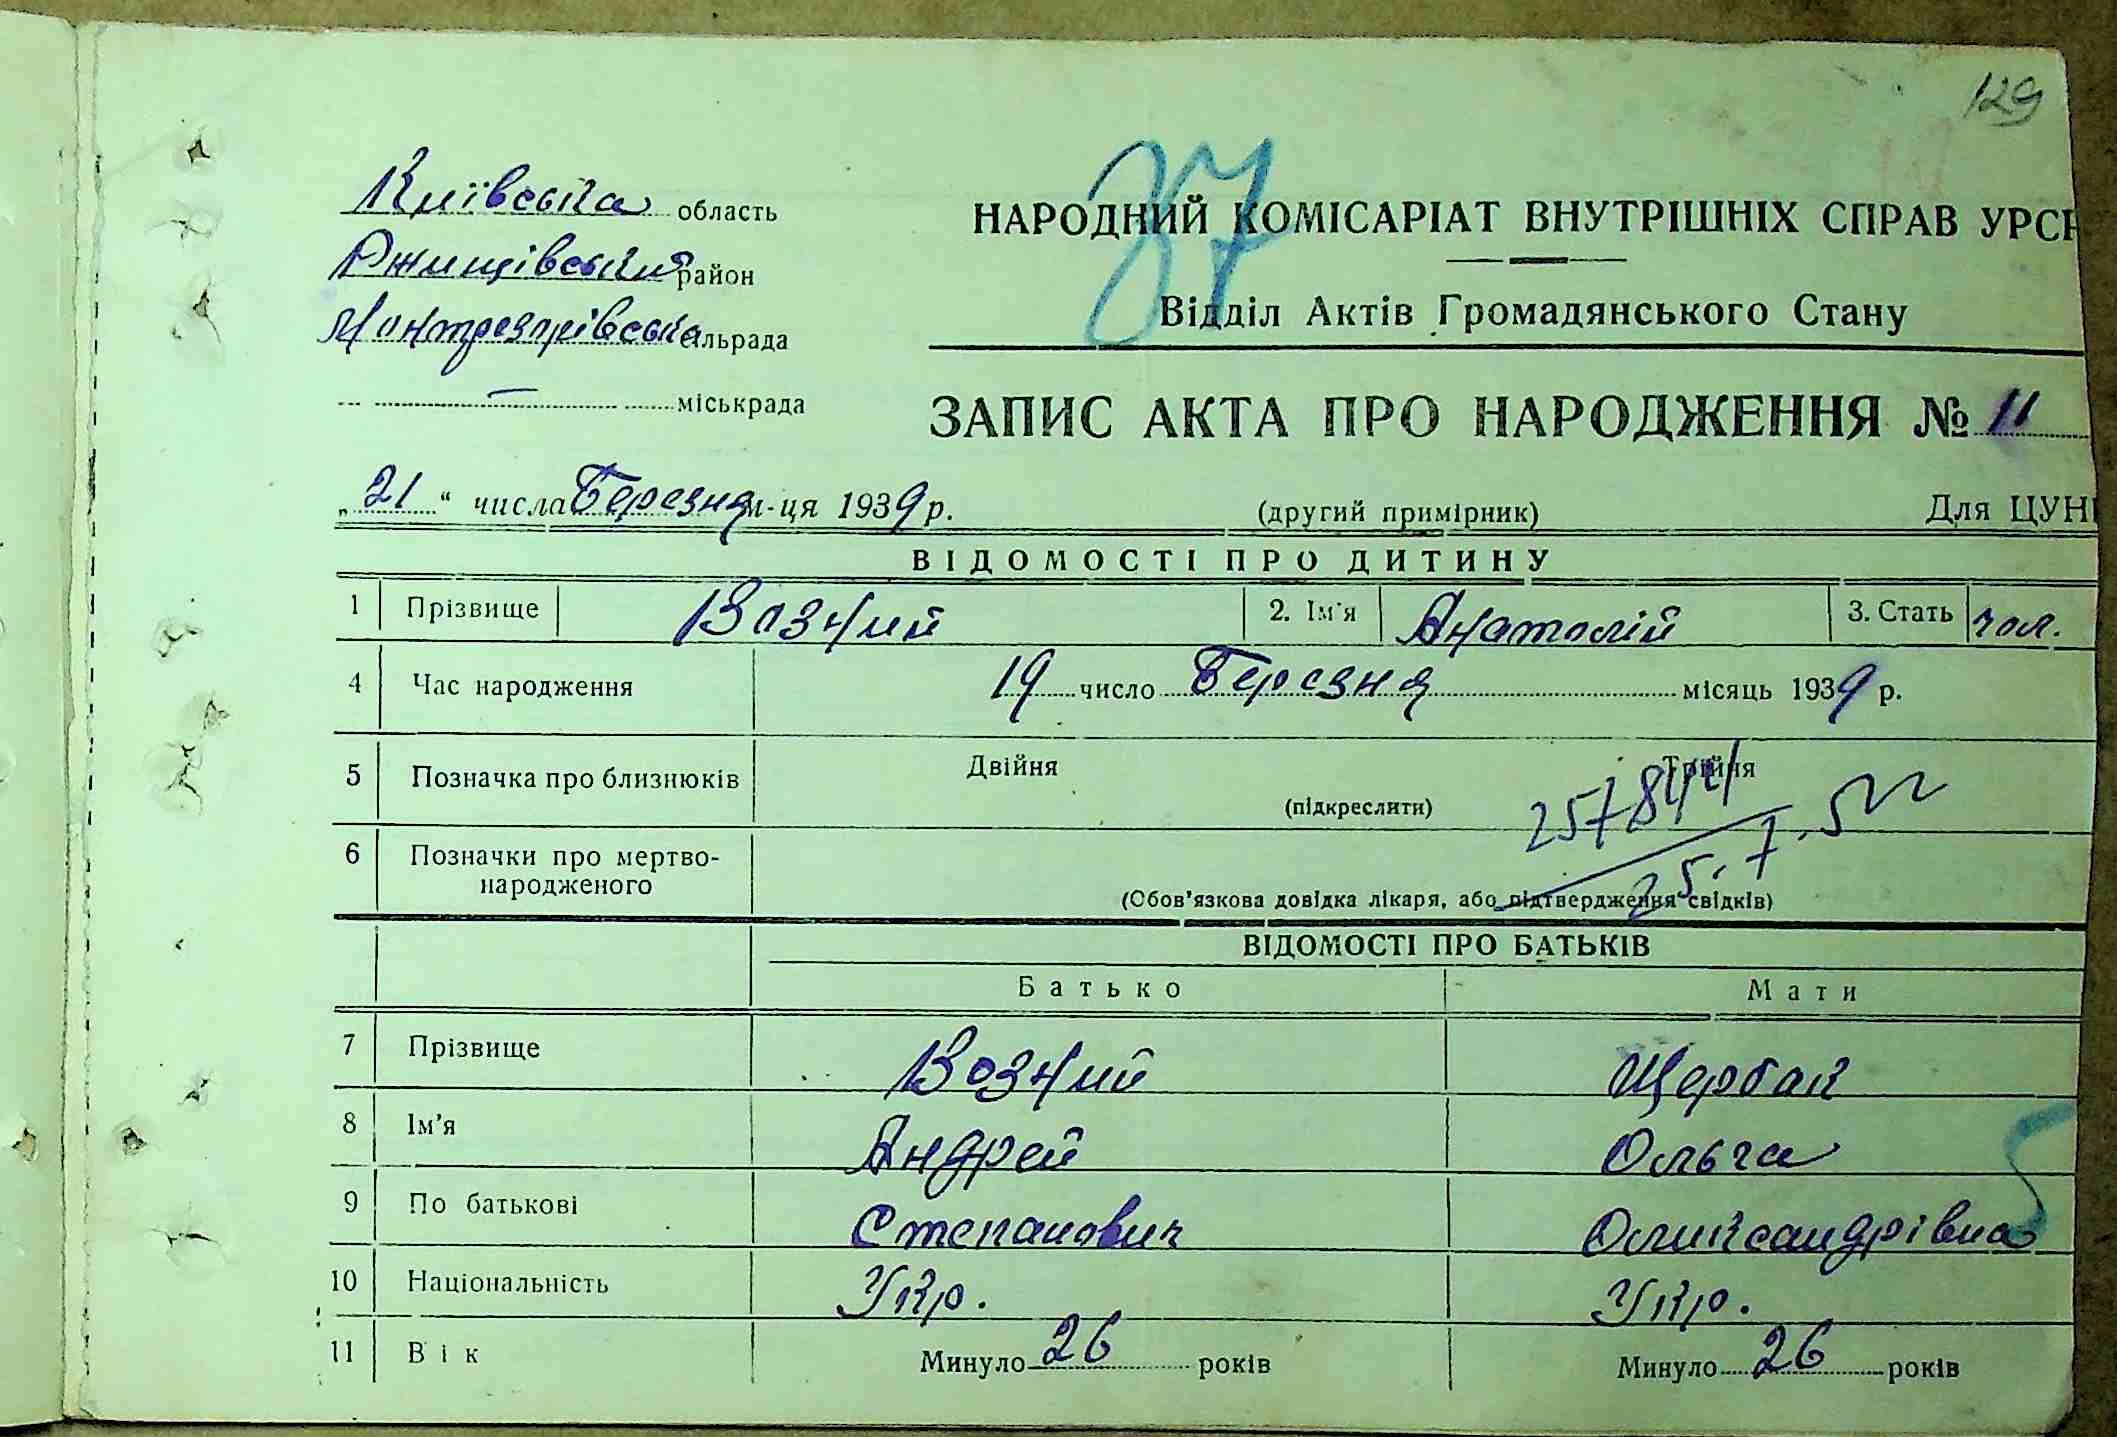 129
37
Київська область
Ржищівський район
сільрада
міськрада
НАРОДНИЙ КОМІСАРІАТ ВНУТРІШНІХ СПРАВ УРСР
Відділ Актів Громадянського Стану
ЗАПИС АКТА ПРО НАРОДЖЕННЯ № 11
„21“ числа Березня м-ця 1939 р. (другий примірник) Для ЦУН
ВІДОМОСТІ ПРО ДИТИНУ
1 Прізвище Возний 2. Ім'я Анатолій 3. Стать чол.
4 Час народження 19 число Березня місяць 1939 р.
5 Позначка про близнюків Двійня Трійня
(підкреслити)
6 Позначки про мертво-
народженого
(Обов'язкова довідка лікаря, або підтвердження свідків)
ВІДОМОСТІ ПРО БАТЬКІВ
Батько Мати
7 Прізвище Возний Щербак
8 Ім'я Андрей Ольга
9 По батькові Степанович Олександрівна
10 Національність Укр. Укр.
11 Вік Минуло 26 років Минуло 26 років